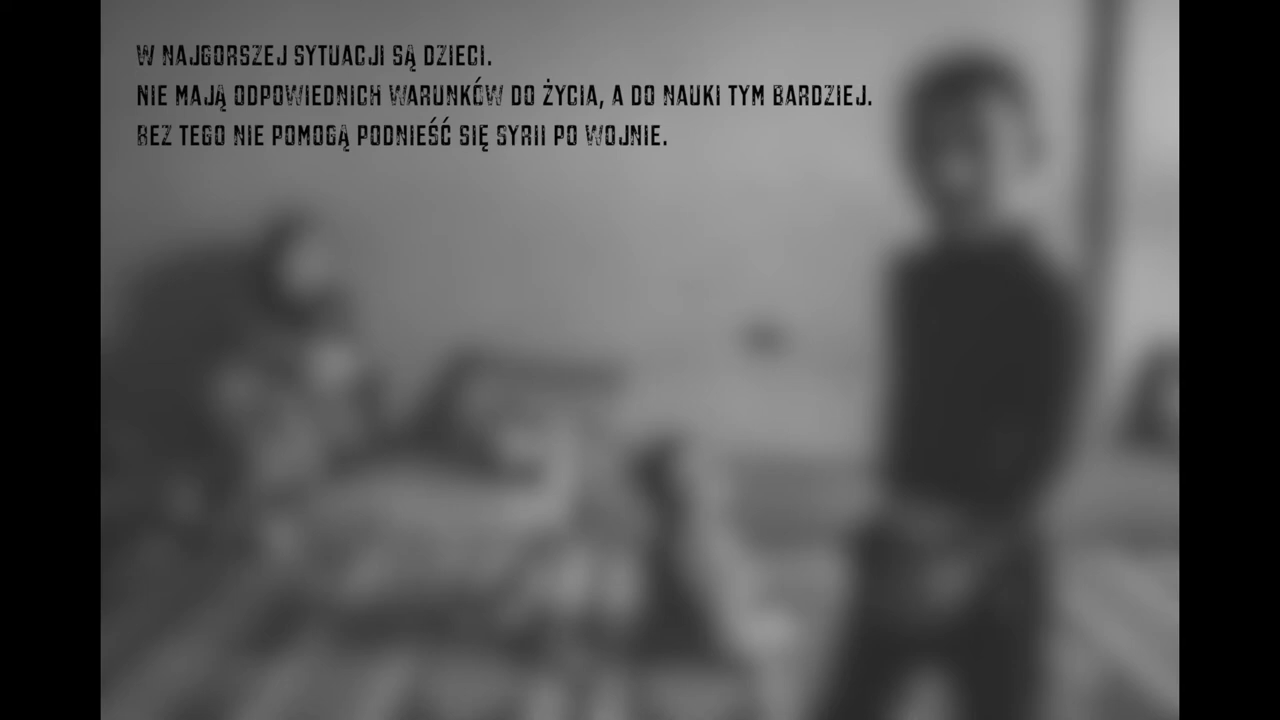 W NAJGORSZEJ SYTUACJI SĄ DZIECI.
NIE MAJĄ ODPOWIEDNICH WARUNKÓW DO ŻYCIA, A DO NAUKI TYM BARDZIEJ.
BEZ TEGO NIE POMOGĄ PODNIEŚĆ SIĘ SYRII PO WOJNIE.